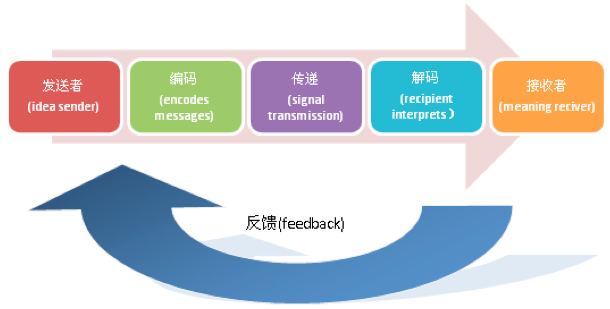 发送者
(idea sender)
编码
(encodes
messages)
传递
(signal
transmission)
解码
(recipient
interprets）
接收者
(meaning reciver)
反馈(feedback)